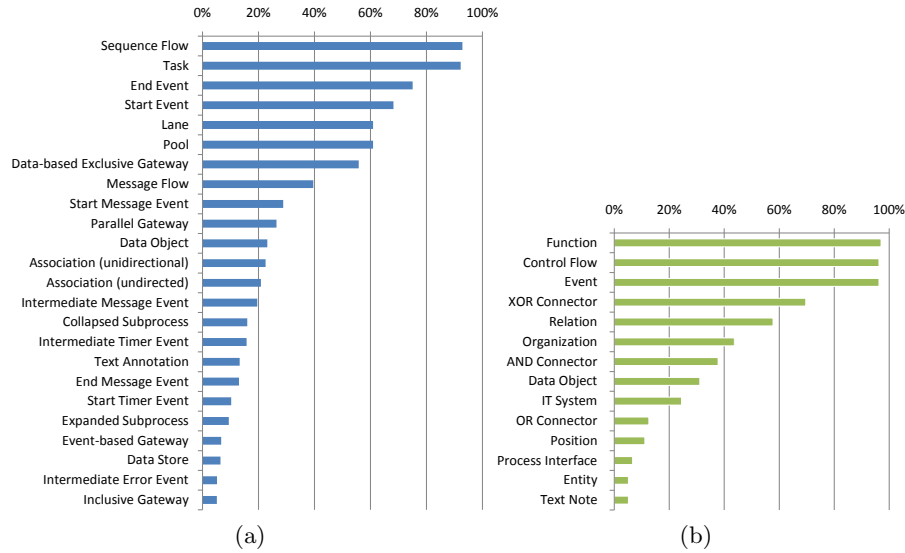 0% 20% 40% 60% 80% 100%
Sequence Flow
Task
End Event
Start Event
Lane
Pool
Data-based Exclusive Gateway
Message Flow
Start Message Event
Parallel Gateway
Data Object
Association (unidirectional)
Association (undirected)
Intermediate Message Event
Collapsed Subprocess
Intermediate Timer Event
Text Annotation
End Message Event
Start Timer Event
Expanded Subprocess
Event-based Gateway
Data Store
Intermediate Error Event
Inclusive Gateway
(a)
0% 20% 40% 60% 80% 100%
Function
Control Flow
Event
XOR Connector
Relation
Organization
AND Connector
Data Object
IT System
OR Connector
Position
Process Interface
Entity
Text Note
(b)